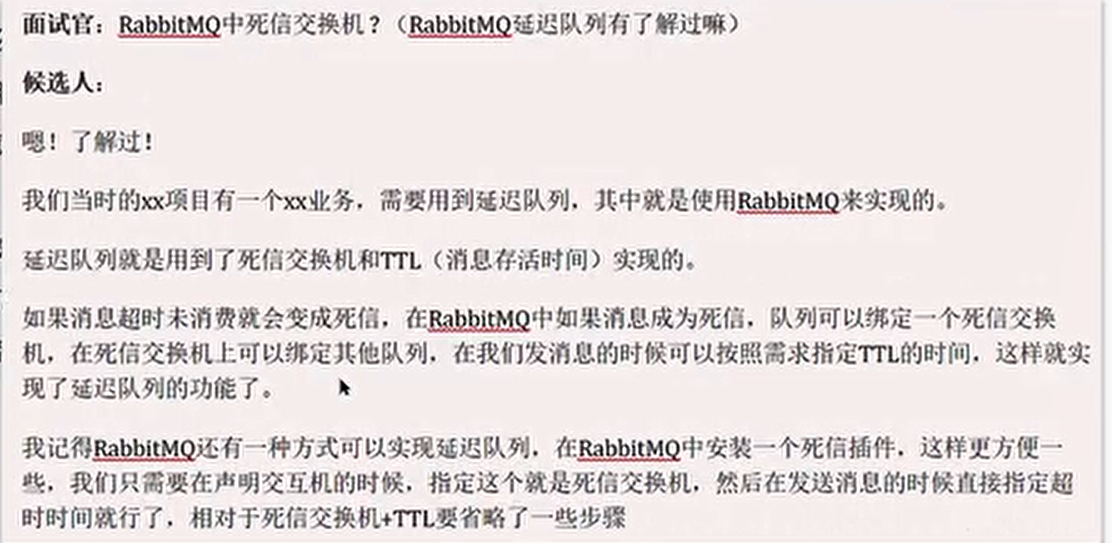 面试官：RabbitMQ中死信交换机？（RabbitMQ延迟队列有了解过嘛）
候选人：
嗯！了解过！
我们当时的xx项目有一个xx业务，需要用到延迟队列，其中就是使用RabbitMQ来实现的。
延迟队列就是用到了死信交换机和TTL（消息存活时间）实现的。
如果消息超时未消费就会变成死信，在RabbitMQ中如果消息成为死信，队列可以绑定一个死信交换
机，在死信交换机上可以绑定其他队列，在我们发消息的时候可以按照需求指定TTL的时间，这样就实
现了延迟队列的功能了。
我记得RabbitMQ还有一种方式可以实现延迟队列，在RabbitMQ中安装一个死信插件，这样更方便一
些，我们只需要在声明交互机的时候，指定这个就是死信交换机，然后在发送消息的时候直接指定超
时时间就行了，相对于死信交换机+TTL要省略了一些步骤